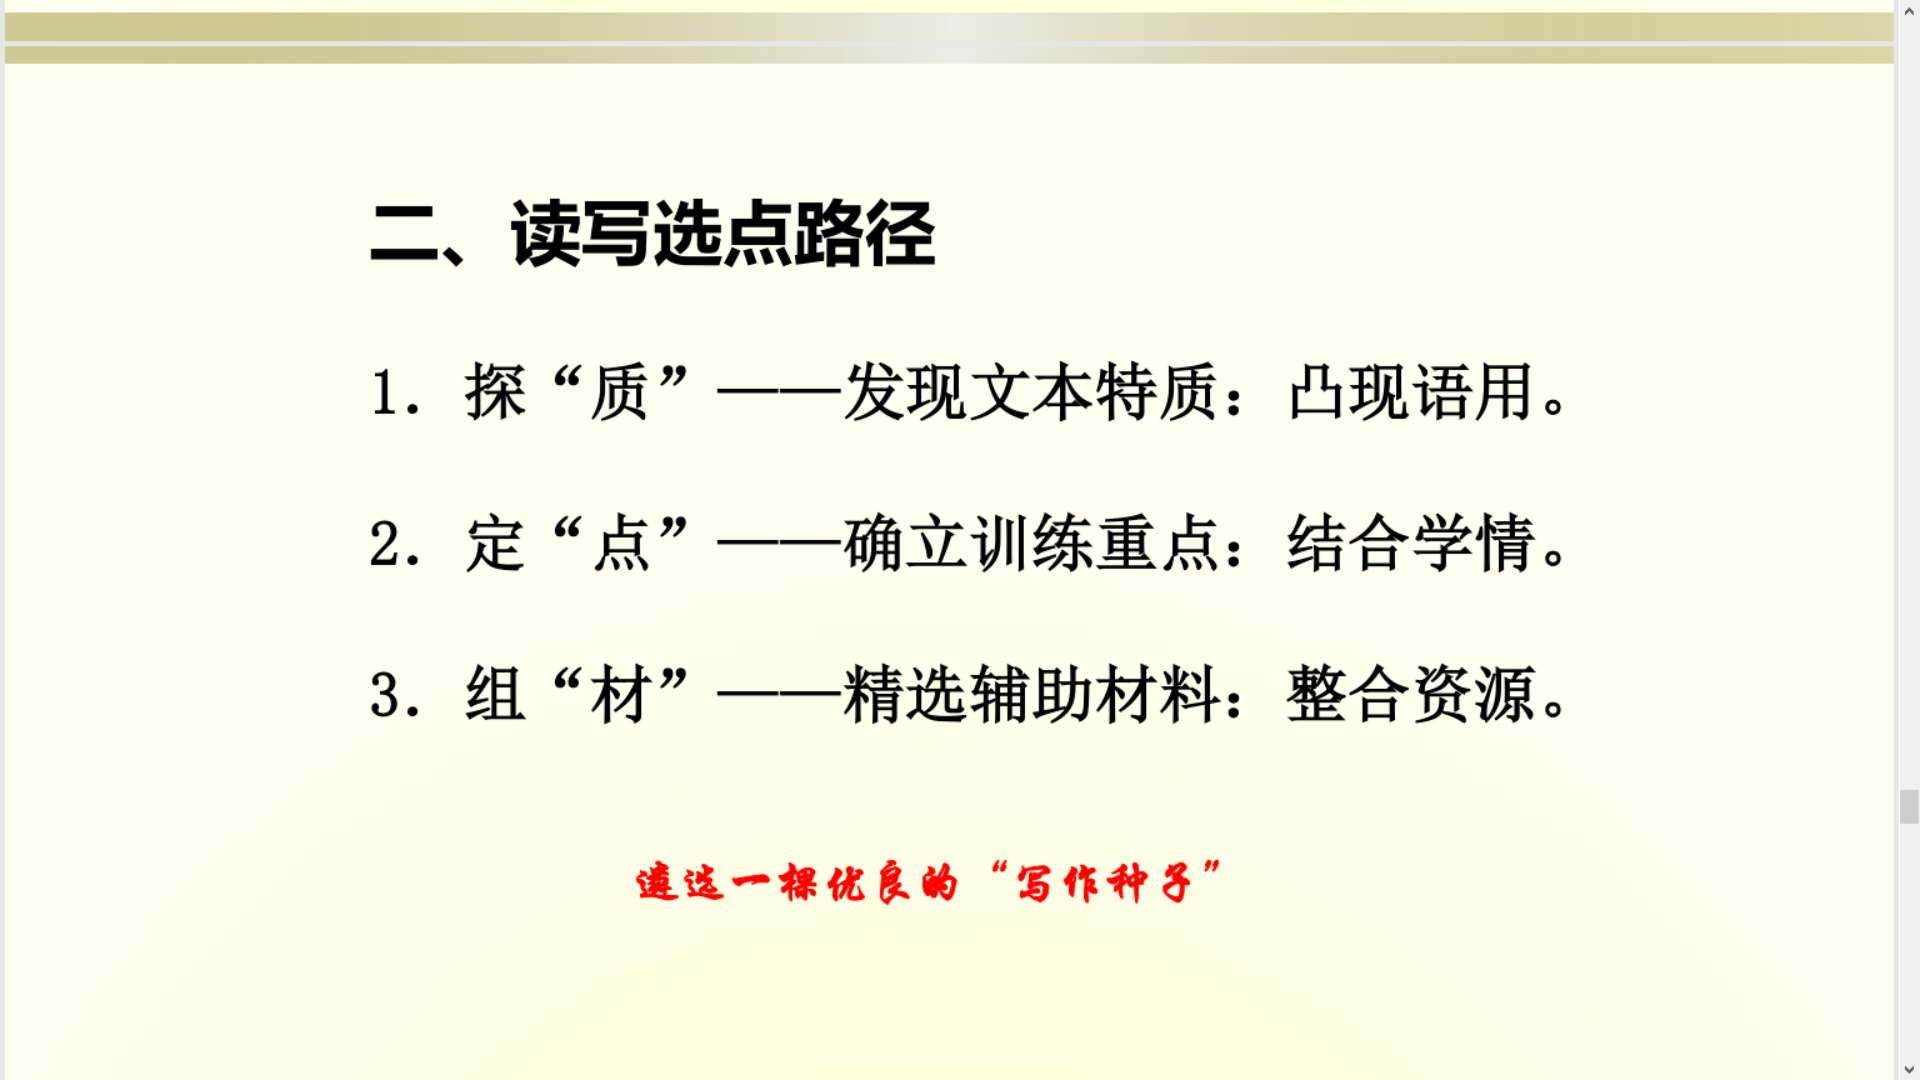 二、读写选点路径
1. 探“质”——发现文本特质：凸现语用。
2. 定“点”——确立训练重点：结合学情。
3. 组“材”——精选辅助材料：整合资源。
遴选一棵优良的“写作种子”